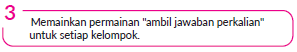 3
Memainkan permainan "ambil jawaban perkalian"
untuk setiap kelompok.